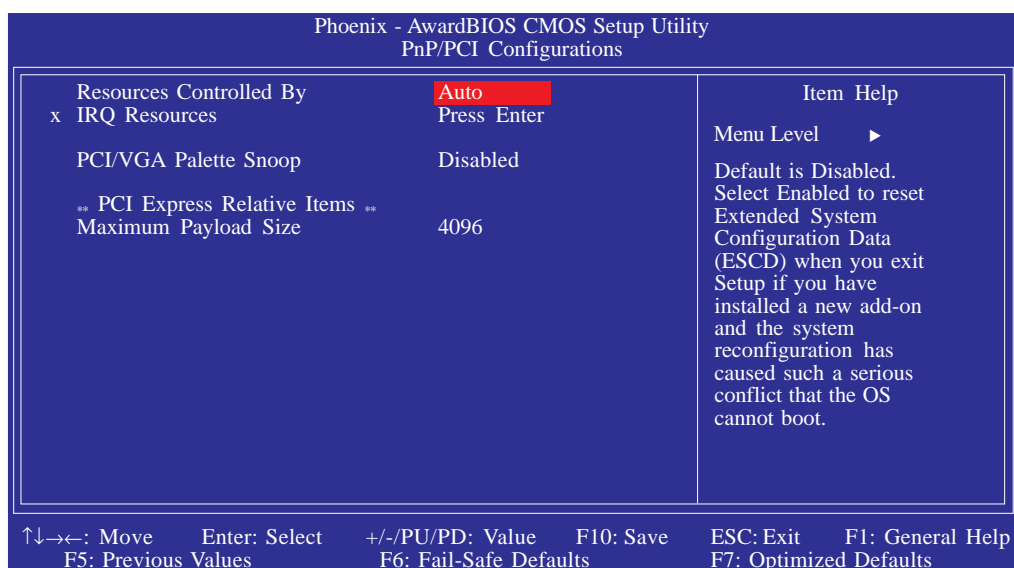 Phoenix - AwardBIOS CMOS Setup Utility
PnP/PCI Configurations
Resources Controlled By Auto
x IRQ Resources Press Enter
PCI/VGA Palette Snoop Disabled
** PCI Express Relative Items **
Maximum Payload Size 4096
Item Help
Menu Level ►
Default is Disabled.
Select Enabled to reset
Extended System
Configuration Data
(ESCD) when you exit
Setup if you have
installed a new add-on
and the system
reconfiguration has
caused such a serious
conflict that the OS
cannot boot.
↑↓→←: Move Enter: Select +/-/PU/PD: Value F10: Save ESC: Exit F1: General Help
F5: Previous Values F6: Fail-Safe Defaults F7: Optimized Defaults